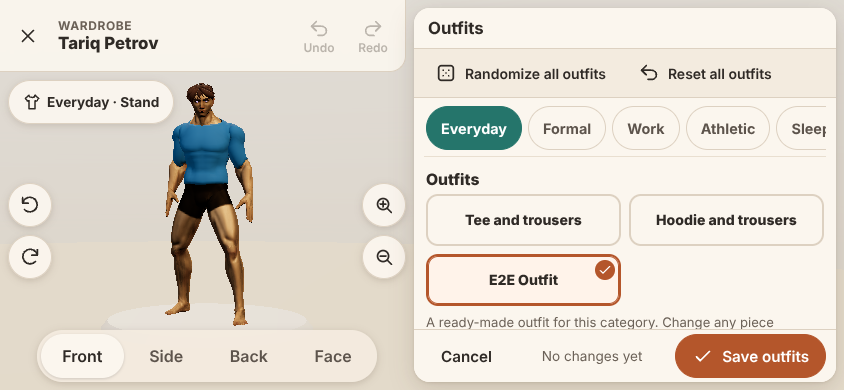 WARDROBE
Tariq Petrov
Undo
Redo
Everyday · Stand
Front
Side
Back
Face
Outfits
Randomize all outfits
Reset all outfits
Everyday
Formal
Work
Athletic
Sleep
Outfits
Tee and trousers
Hoodie and trousers
E2E Outfit
A ready-made outfit for this category. Change any piece
Cancel
No changes yet
Save outfits